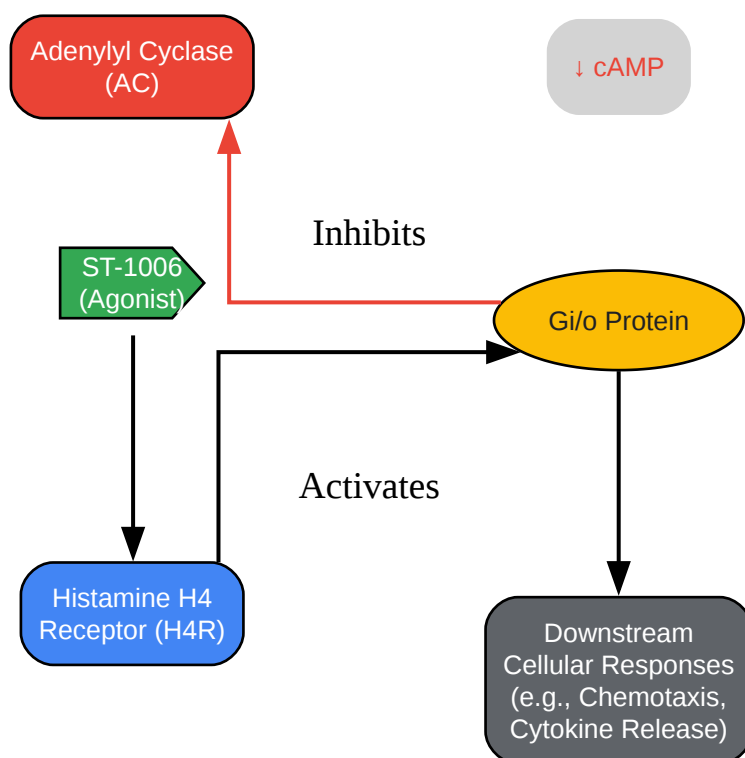 Adenylyl Cyclase
(AC)
↓ cAMP
Inhibits
ST-1006
(Agonist)
Gi/o Protein
Activates
Histamine H4
Receptor (H4R)
Downstream
Cellular Responses
(e.g., Chemotaxis,
Cytokine Release)